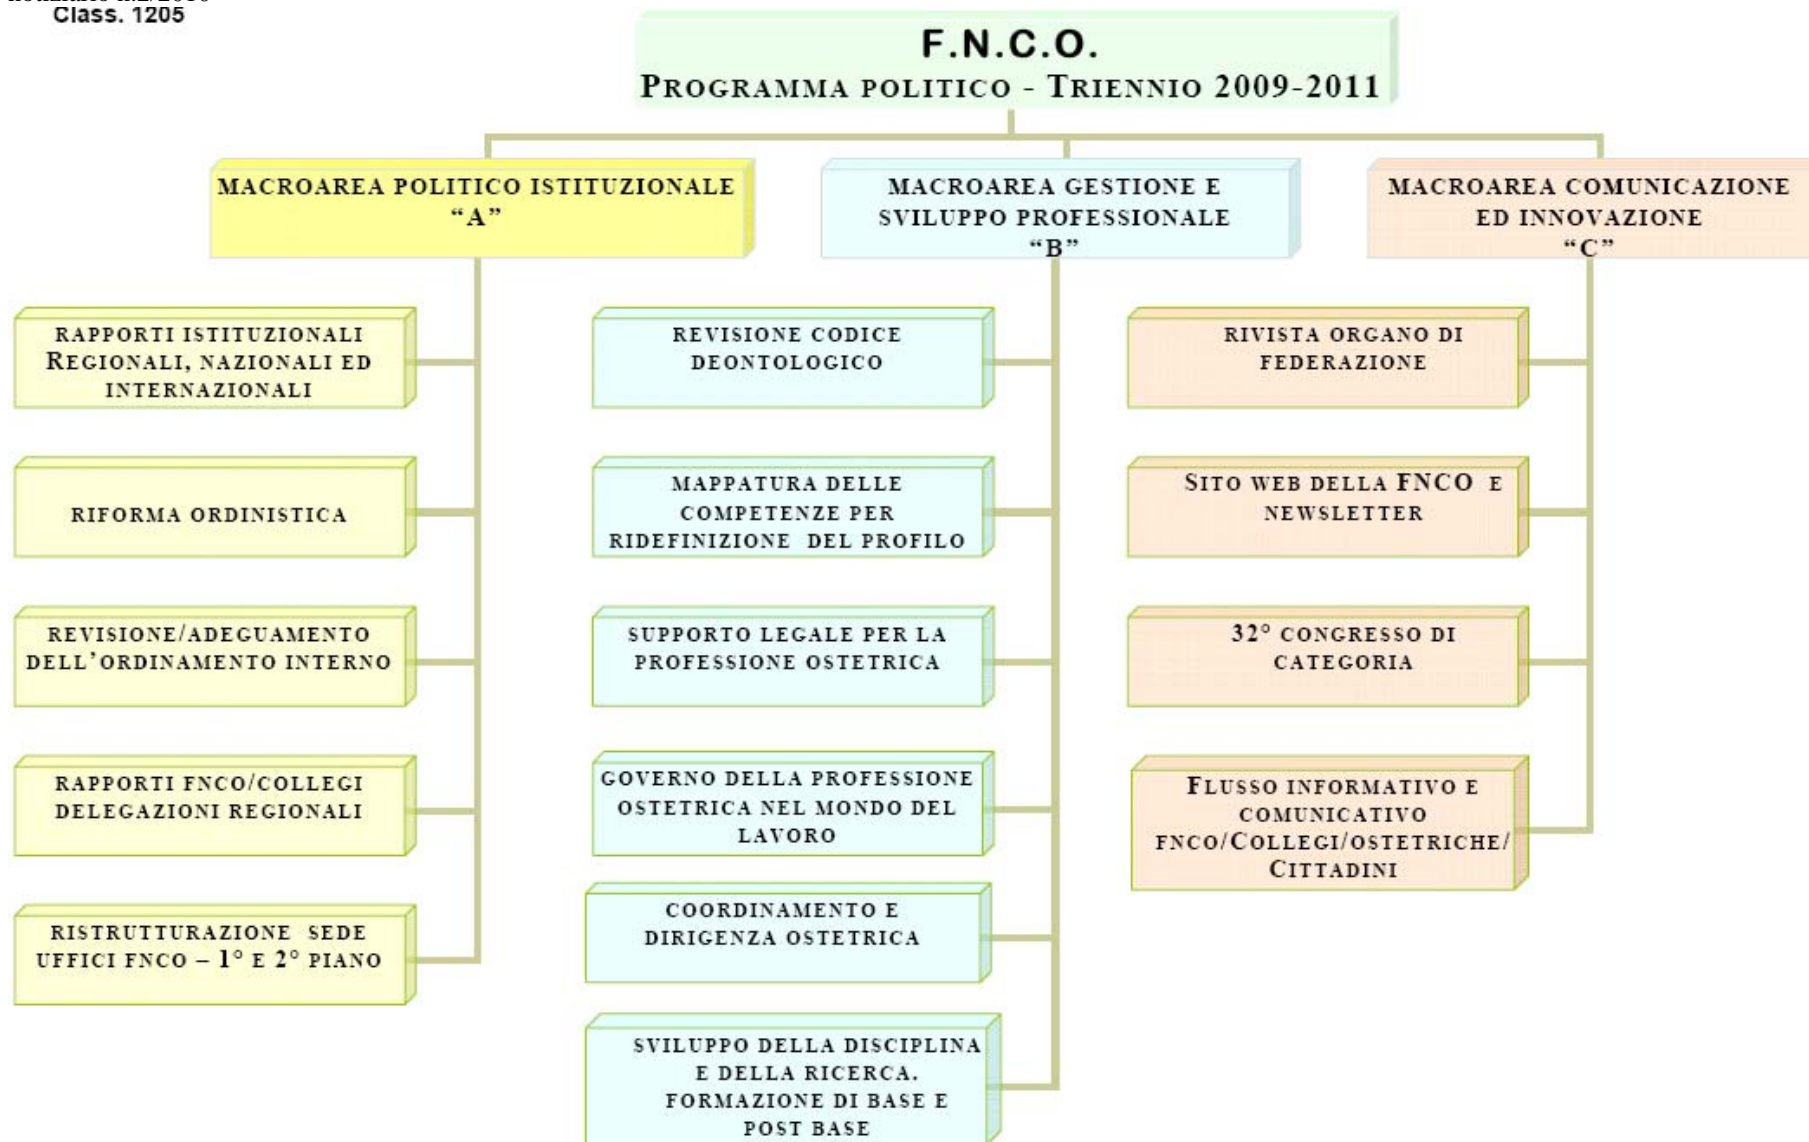 notiziario n.2/2010
Class. 1205
F.N.C.O.
PROGRAMMA POLITICO - TRIENNIO 2009-2011
MACROAREA POLITICO ISTITUZIONALE
“A”
MACROAREA GESTIONE E
SVILUPPO PROFESSIONALE
“B”
MACROAREA COMUNICAZIONE
ED INNOVAZIONE
“C”
RAPPORTI ISTITUZIONALI
REGIONALI, NAZIONALI ED
INTERNAZIONALI
RIFORMA ORDINISTICA
REVISIONE/ADEGUAMENTO
DELL’ORDINAMENTO INTERNO
RAPPORTI FNCO/COLLEGI
DELEGAZIONI REGIONALI
RISTRUTTURAZIONE SEDE
UFFICI FNCO – 1° E 2° PIANO
REVISIONE CODICE
DEONTOLOGICO
MAPPATURA DELLE
COMPETENZE PER
RIDEFINIZIONE DEL PROFILO
SUPPORTO LEGALE PER LA
PROFESSIONE OSTETRICA
GOVERNO DELLA PROFESSIONE
OSTETRICA NEL MONDO DEL
LAVORO
COORDINAMENTO E
DIRIGENZA OSTETRICA
SVILUPPO DELLA DISCIPLINA
E DELLA RICERCA.
FORMAZIONE DI BASE E
POST BASE
RIVISTA ORGANO DI
FEDERAZIONE
SITO WEB DELLA FNCO E
NEWSLETTER
32° CONGRESSO DI
CATEGORIA
FLUSSO INFORMATIVO E
COMUNICATIVO
FNCO/COLLEGI/OSTETRICHE/
CITTADINI